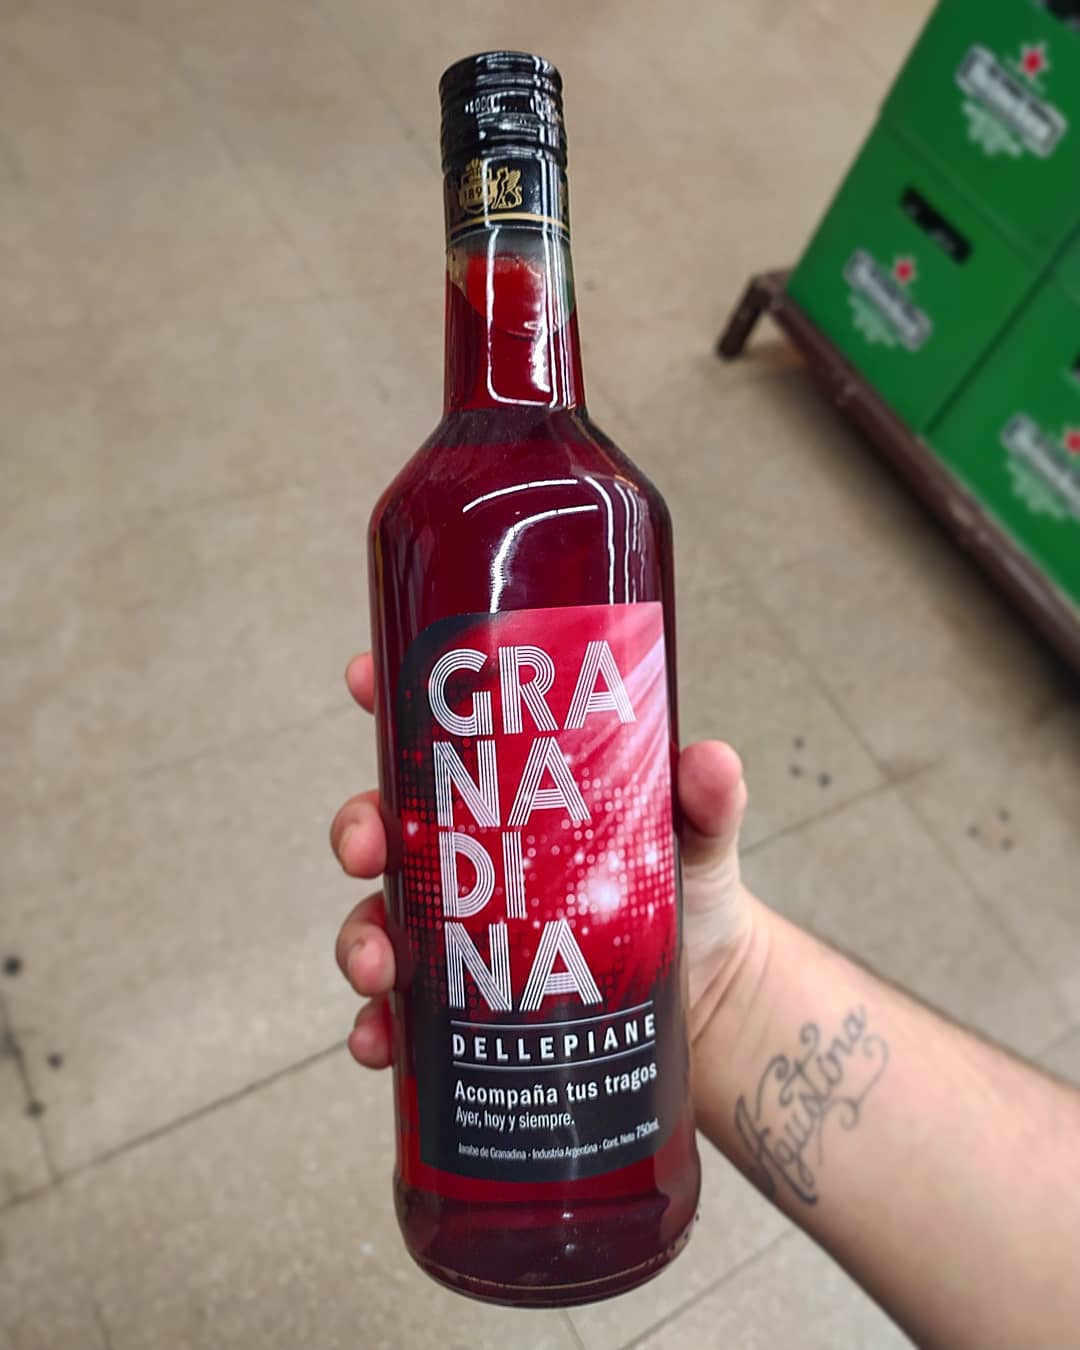 GRA
NA
DI
NA
DELLEPIANE
Acompaña tus tragos
Ayer, hoy y siempre.
Jarabe de Granadina - Industria Argentina - Cont. Neto 750ml.
Agustina